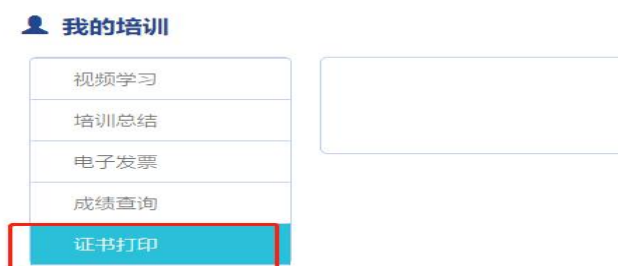 我的培训
视频学习
培训总结
电子发票
成绩查询
证书打印